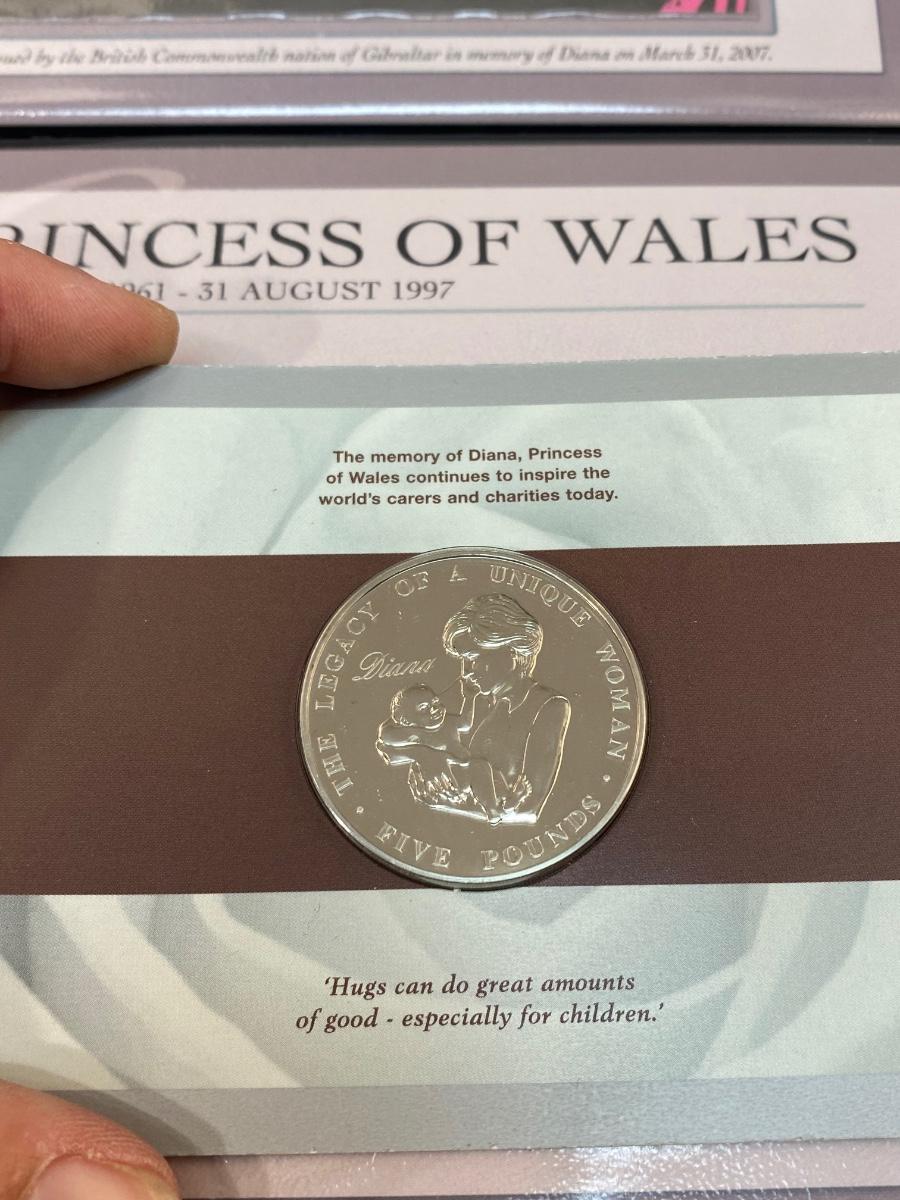 by the British Commonwealth nation of Gibraltar in memory of Diana on March 31, 2007.
PRINCESS OF WALES
1961 - 31 AUGUST 1997
The memory of Diana, Princess
of Wales continues to inspire the
world's carers and charities today.
· THE LEGACY OF A UNIQUE WOMAN ·
Diana
FIVE POUNDS
‘Hugs can do great amounts
of good - especially for children.’